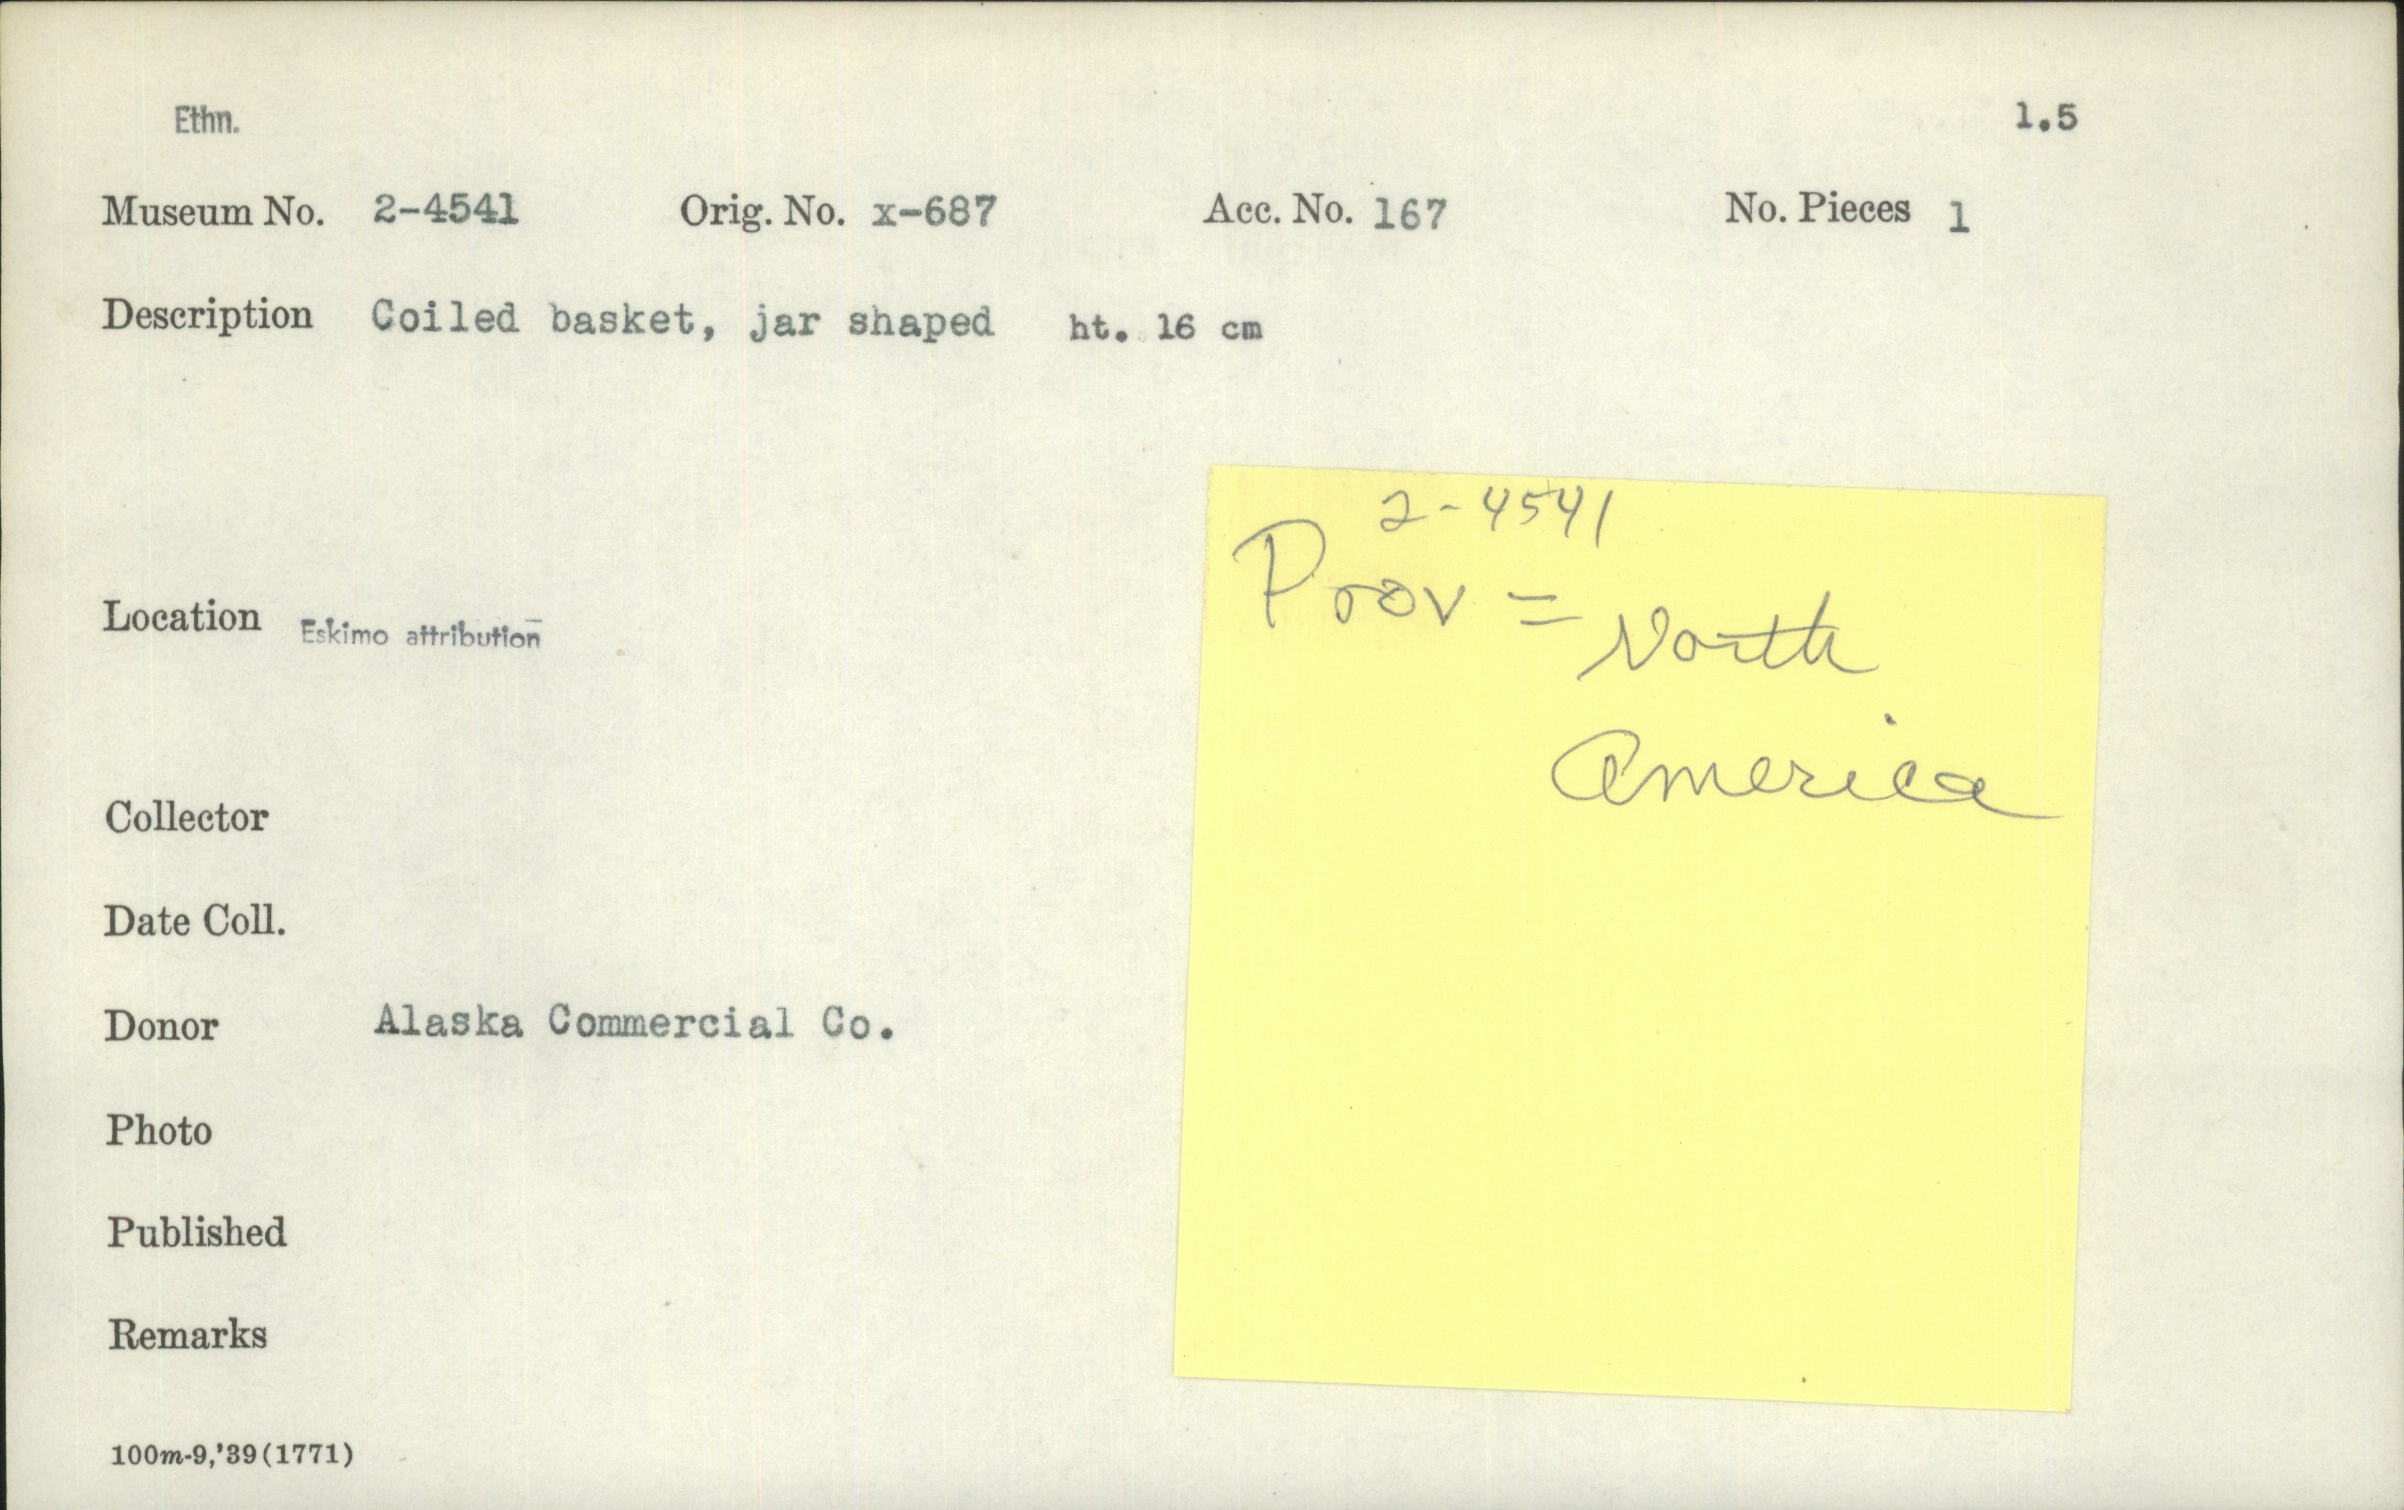 Ethn. 1.5
Museum No. 2-4541 Orig. No. x-687 Acc. No. 167 No. Pieces 1
Description Coiled basket, jar shaped ht. 16 cm
2-4541
Prov = North
America
Location Eskimo attribution
Collector
Date Coll.
Donor Alaska Commercial Co.
Photo
Published
Remarks
100m-9,'39(1771)